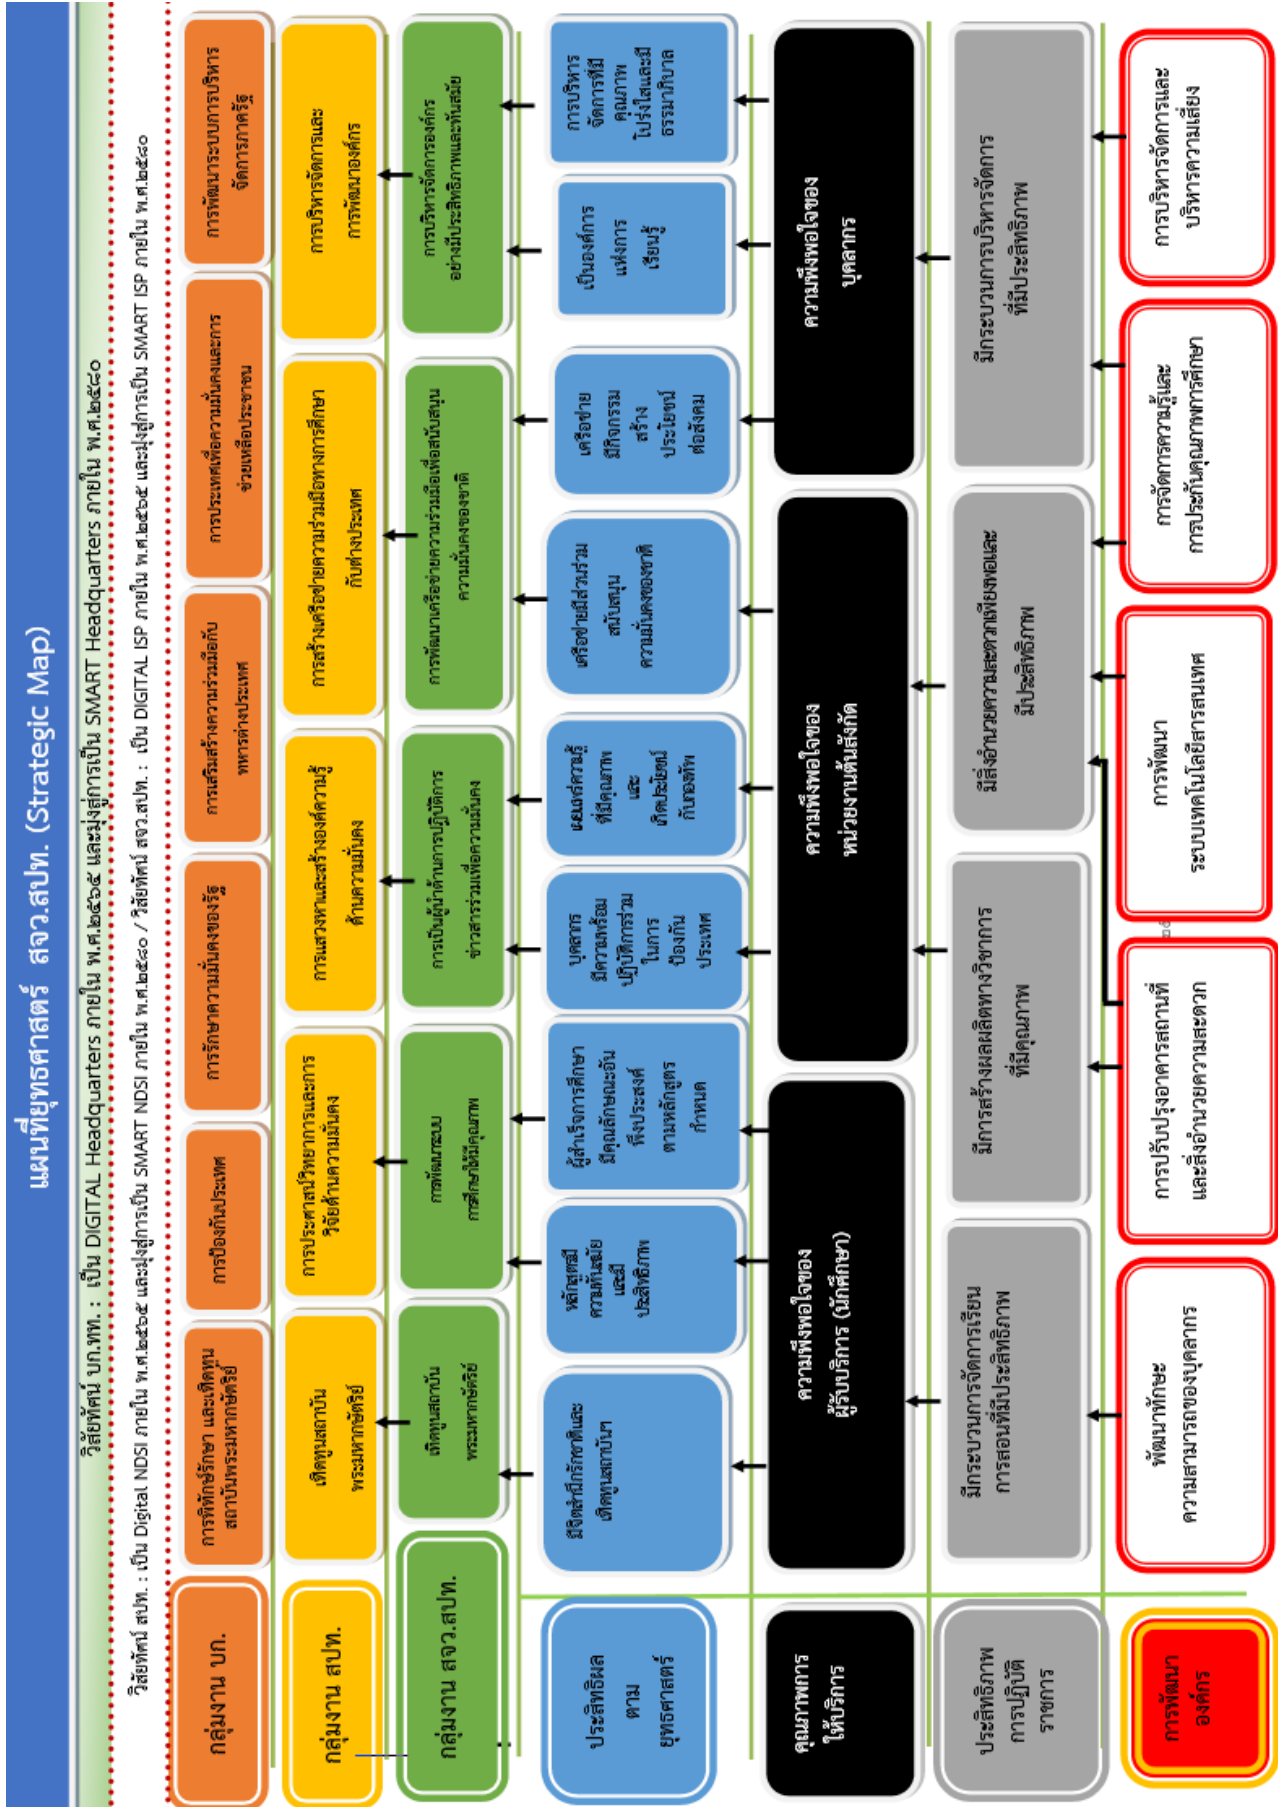 แผนที่ยุทธศาสตร์ สจว.สปท. (Strategic Map)
วิสัยทัศน์ บก.ทท. : เป็น DIGITAL Headquarters ภายใน พ.ศ.๒๕๖๕ และมุ่งสู่การเป็น SMART Headquarters ภายใน พ.ศ.๒๕๘๐
วิสัยทัศน์ สปท. : เป็น Digital NDSI ภายใน พ.ศ.๒๕๖๕ และมุ่งสู่การเป็น SMART NDSI ภายใน พ.ศ.๒๕๘๐ / วิสัยทัศน์ สจว.สปท. : เป็น DIGITAL ISP ภายใน พ.ศ.๒๕๖๕ และมุ่งสู่การเป็น SMART ISP ภายใน พ.ศ.๒๕๘๐
กลุ่มงาน บก.
การพิทักษ์รักษา และเทิดทูน
สถาบันพระมหากษัตริย์
การป้องกันประเทศ
การรักษาความมั่นคงของรัฐ
การเสริมสร้างความร่วมมือกับ
ทหารต่างประเทศ
การประเทศเพื่อความมั่นคงและการ
ช่วยเหลือประชาชน
การพัฒนาระบบการบริหาร
จัดการภาครัฐ
กลุ่มงาน สปท.
เทิดทูนสถาบัน
พระมหากษัตริย์
การประศาสน์วิทยาการและการ
วิจัยด้านความมั่นคง
การแสวงหาและสร้างองค์ความรู้
ด้านความมั่นคง
การสร้างเครือข่ายความร่วมมือทางการศึกษา
กับต่างประเทศ
การบริหารจัดการและ
การพัฒนาองค์กร
กลุ่มงาน สจว.สปท.
เทิดทูนสถาบัน
พระมหากษัตริย์
การพัฒนาระบบ
การศึกษาให้มีคุณภาพ
การเป็นผู้นำด้านการปฏิบัติการ
ข่าวสารร่วมเพื่อความมั่นคง
การพัฒนาเครือข่ายความร่วมมือเพื่อสนับสนุน
ความมั่นคงของชาติ
การบริหารจัดการองค์กร
อย่างมีประสิทธิภาพและทันสมัย
ประสิทธิผล
ตาม
ยุทธศาสตร์
มีจิตสำนึกรักชาติและ
เทิดทูนสถาบันฯ
หลักสูตรมี
ความทันสมัย
และมี
ประสิทธิภาพ
ผู้สำเร็จการศึกษา
มีคุณลักษณะอัน
พึงประสงค์
ตามหลักสูตร
กำหนด
บุคลากร
มีความพร้อม
ปฏิบัติการร่วม
ในการ
ป้องกัน
ประเทศ
เผยแพร่ความรู้
ที่มีคุณภาพ
และ
เกิดประโยชน์
กับกองทัพ
เครือข่ายมีส่วนร่วม
สนับสนุน
ความมั่นคงของชาติ
เครือข่าย
มีกิจกรรม
สร้าง
ประโยชน์
ต่อสังคม
เป็นองค์การ
แห่งการ
เรียนรู้
การบริหาร
จัดการที่มี
คุณภาพ
โปร่งใสและมี
ธรรมาภิบาล
คุณภาพการ
ให้บริการ
ความพึงพอใจของ
ผู้รับบริการ (นักศึกษา)
ความพึงพอใจของ
หน่วยงานต้นสังกัด
ความพึงพอใจของ
บุคลากร
ประสิทธิภาพ
การปฏิบัติ
ราชการ
มีกระบวนการจัดการเรียน
การสอนที่มีประสิทธิภาพ
มีการสร้างผลผลิตทางวิชาการ
ที่มีคุณภาพ
มีสิ่งอำนวยความสะดวกเพียงพอและ
มีประสิทธิภาพ
มีกระบวนการบริหารจัดการ
ที่มีประสิทธิภาพ
การพัฒนา
องค์กร
พัฒนาทักษะ
ความสามารถของบุคลากร
การปรับปรุงอาคารสถานที่
และสิ่งอำนวยความสะดวก
การพัฒนา
ระบบเทคโนโลยีสารสนเทศ
การจัดการความรู้และ
การประกันคุณภาพการศึกษา
การบริหารจัดการและ
บริหารความเสี่ยง